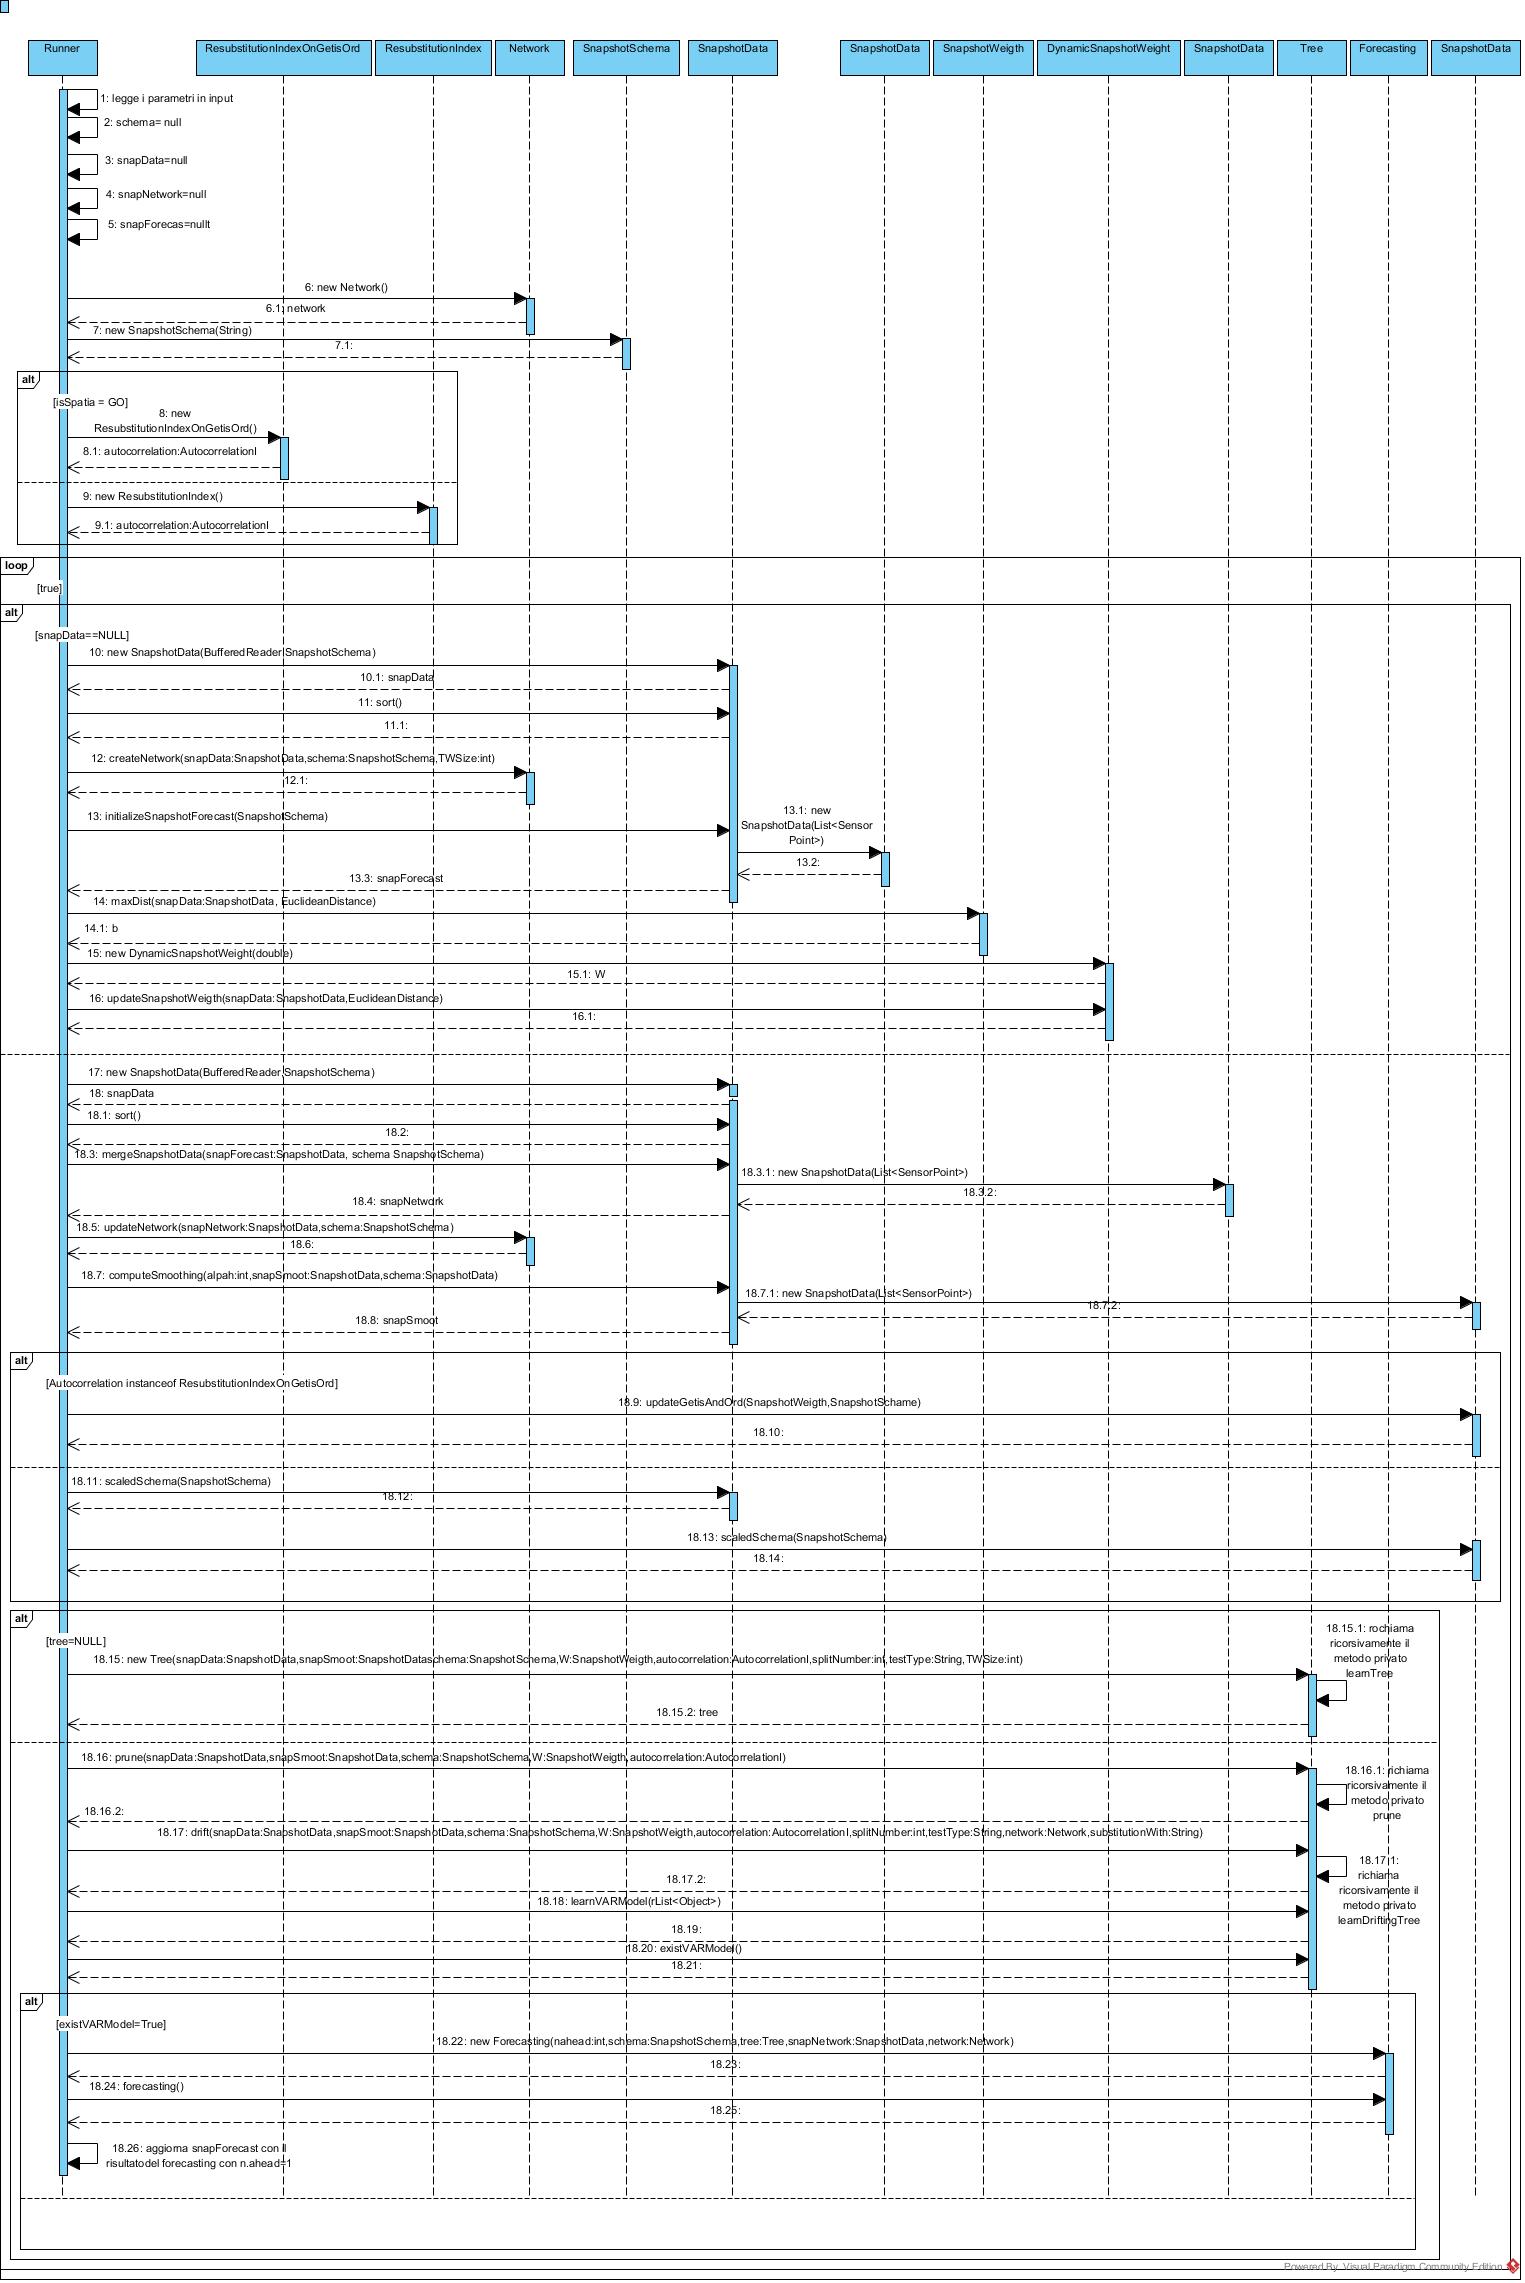 Runner
ResubstitutionIndexOnGetisOrd
ResubstitutionIndex
Network
SnapshotSchema
SnapshotData
SnapshotData
SnapshotWeigth
DynamicSnapshotWeight
SnapshotData
Tree
Forecasting
SnapshotData
1: legge i parametri in input
2: schema= null
3: snapData=null
4: snapNetwork=null
5: snapForecas=nullt
6: new Network()
6.1: network
7: new SnapshotSchema(String)
7.1:
alt
[isSpatia = GO]
8: new
ResubstitutionIndexOnGetisOrd()
8.1: autocorrelation:AutocorrelationI
9: new ResubstitutionIndex()
9.1: autocorrelation:AutocorrelationI
loop
[true]
alt
[snapData==NULL]
10: new SnapshotData(BufferedReader,SnapshotSchema)
10.1: snapData
11: sort()
11.1:
12: createNetwork(snapData:SnapshotData,schema:SnapshotSchema,TWSize:int)
12.1:
13: initializeSnapshotForecast(SnapshotSchema)
13.1: new
SnapshotData(List<Sensor
Point>)
13.2:
13.3: snapForecast
14: maxDist(snapData:SnapshotData, EuclideanDistance)
14.1: b
15: new DynamicSnapshotWeight(double)
15.1: W
16: updateSnapshotWeigth(snapData:SnapshotData,EuclideanDistance)
16.1:
17: new SnapshotData(BufferedReader,SnapshotSchema)
18: snapData
18.1: sort()
18.2:
18.3: mergeSnapshotData(snapForecast:SnapshotData, schema SnapshotSchema)
18.3.1: new SnapshotData(List<SensorPoint>)
18.3.2:
18.4: snapNetwork
18.5: updateNetwork(snapNetwork:SnapshotData,schema:SnapshotSchema)
18.6:
18.7: computeSmoothing(alpah:int,snapSmoot:SnapshotData,schema:SnapshotData)
18.7.1: new SnapshotData(List<SensorPoint>)
18.7.2:
18.8: snapSmoot
alt
[Autocorrelation instanceof ResubstitutionIndexOnGetisOrd]
18.9: updateGetisAndOrd(SnapshotWeigth,SnapshotSchame)
18.10:
18.11: scaledSchema(SnapshotSchema)
18.12:
18.13: scaledSchema(SnapshotSchema)
18.14:
alt
[tree=NULL]
18.15: new Tree(snapData:SnapshotData,snapSmoot:SnapshotDataschema:SnapshotSchema,W:SnapshotWeigth,autocorrelation:AutocorrelationI,splitNumber:int,testType:String,TWSize:int)
18.15.1: rochiama
ricorsivamente il
metodo privato
learnTree
18.15.2: tree
18.16: prune(snapData:SnapshotData,snapSmoot:SnapshotData,schema:SnapshotSchema,W:SnapshotWeigth,autocorrelation:AutocorrelationI)
18.16.1: richiama
ricorsivamente il
metodo privato
prune
18.16.2:
18.17: drift(snapData:SnapshotData,snapSmoot:SnapshotData,schema:SnapshotSchema,W:SnapshotWeigth,autocorrelation:AutocorrelationI,splitNumber:int,testType:String,network:Network,substitutionWith:String)
18.17.1:
richiama
ricorsivamente il
metodo privato
learnDriftingTree
18.17.2:
18.18: learnVARModel(rList<Object>)
18.19:
18.20: existVARModel()
18.21:
alt
[existVARModel=True]
18.22: new Forecasting(nahead:int,schema:SnapshotSchema,tree:Tree,snapNetwork:SnapshotData,network:Network)
18.23:
18.24: forecasting()
18.25:
18.26: aggiorna snapForecast con il
risultatodel forecasting con n.ahead=1
Powered By Visual Paradigm Community Edition